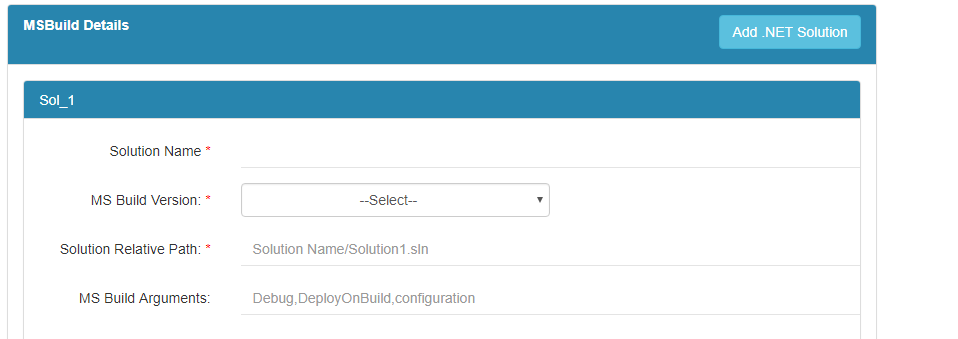 MSBuild Details
Add .NET Solution
Sol_1
Solution Name *
MS Build Version: *
--Select--
Solution Relative Path: *
Solution Name/Solution1.sln
MS Build Arguments:
Debug,DeployOnBuild,configuration